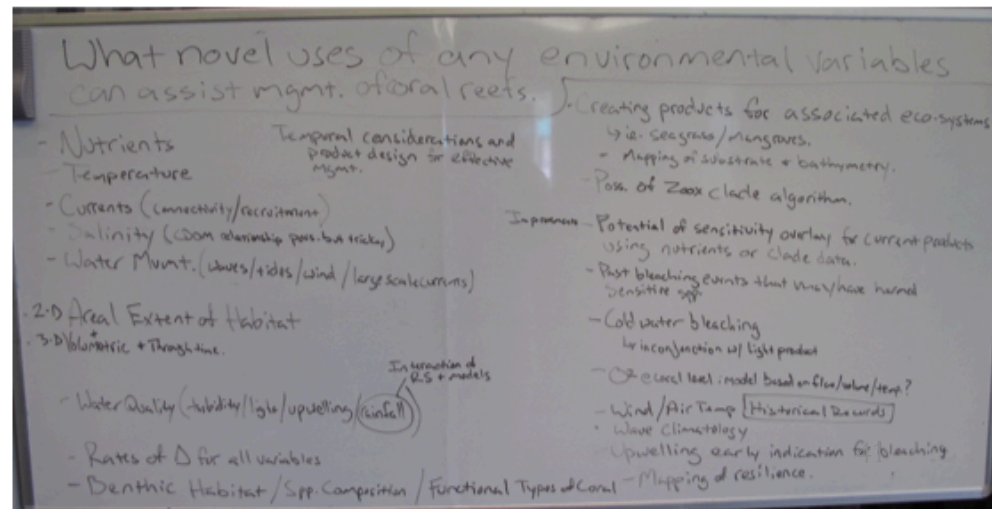 What novel uses of any environmental variables
can assist mgmt. of coral reefs.
- Nutrients
- Temperature
- Currents (connectivity/recruitment)
- Salinity (CDOM relationship poss. but tricky)
- Water Mvmt. (waves/tides/wind/large scale currents)
2-D Areal Extent of Habitat
3-D Volumetric + Through time.
- Water Quality (turbidity/light/upwelling/rainfall)
- Rates of Δ for all variables
- Benthic Habitat / Spp. Composition / Functional Types of Coral
Temporal considerations and
product design for effective
mgmt.
Interaction of
RS + models
· Creating products for associated eco-systems
↳ ie. seagrass/mangroves.
- Mapping of substrate + bathymetry.
- Poss. of Zoox clade algorithm.
- Potential of sensitivity overlay for current products
using nutrients or clade data.
- Past bleaching events that may have harmed
sensitive spp.
- Cold water bleaching
↳ in conjunction w/ light product
- coral level: model based on flow/volume/temp?
- Wind/Air Temp Historical Records
· Wave Climatology
- Upwelling early indication for bleaching
- Mapping of resilience.